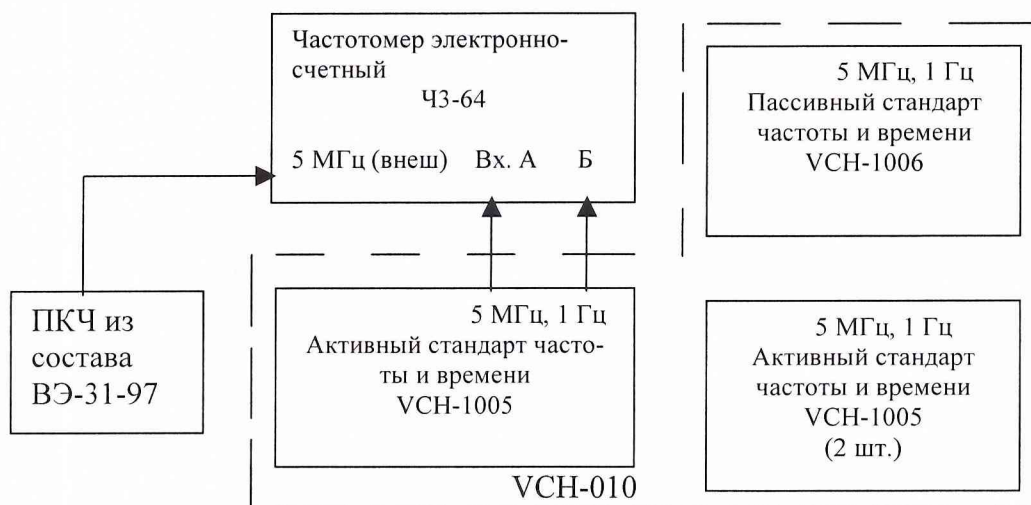 Частотомер электронно-
счетный
Ч3-64
5 МГц (внеш) Вх. А Б
5 МГц, 1 Гц
Пассивный стандарт
частоты и времени
VCH-1006
ПКЧ из
состава
ВЭ-31-97
5 МГц, 1 Гц
Активный стандарт часто-
ты и времени
VCH-1005
5 МГц, 1 Гц
Активный стандарт
частоты и времени
VCH-1005
(2 шт.)
VCH-010